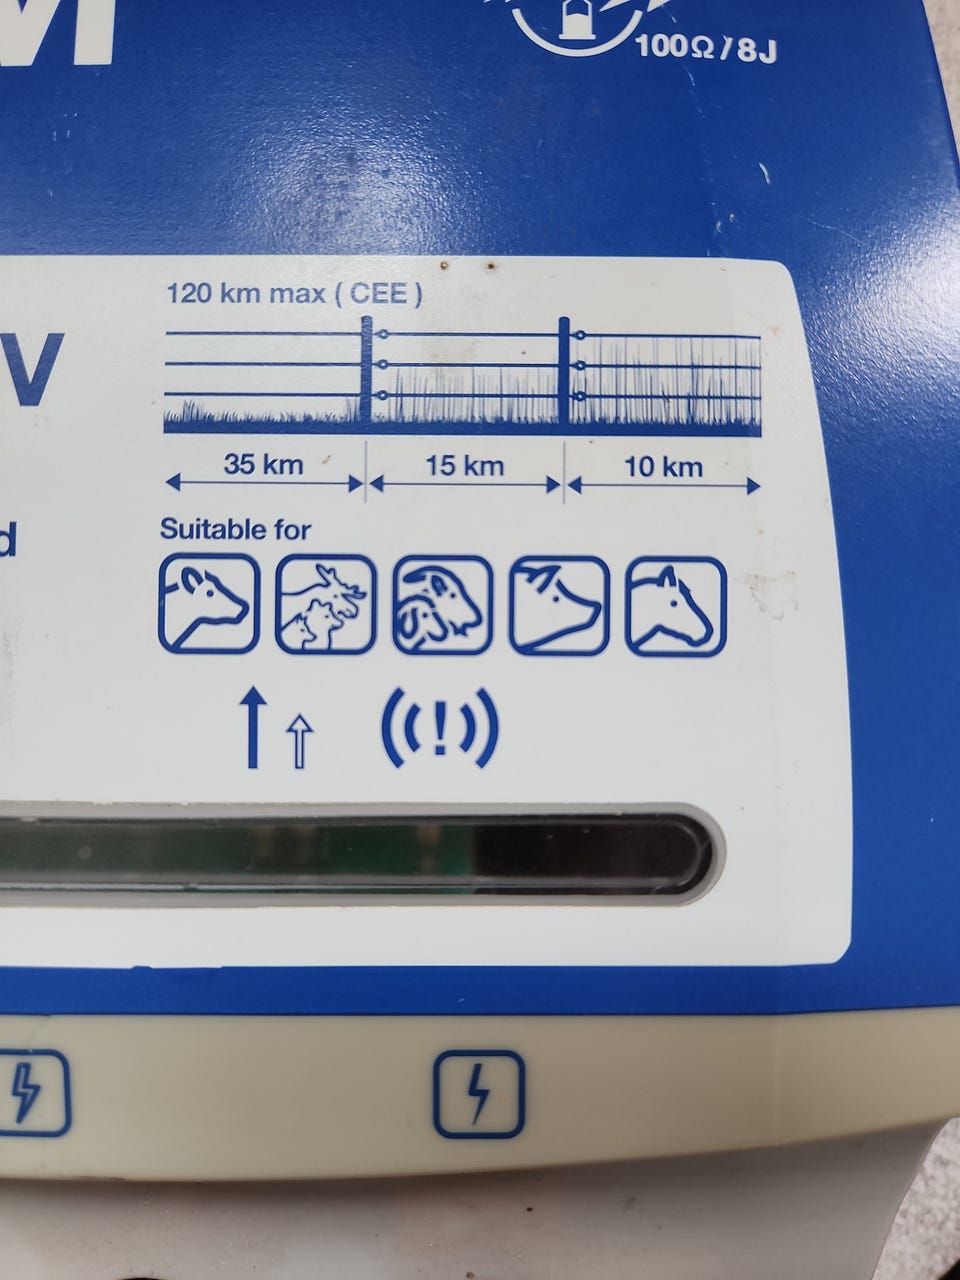 M
100Ω/8J
120 km max ( CEE )
V
35 km
15 km
10 km
d
Suitable for
((!))